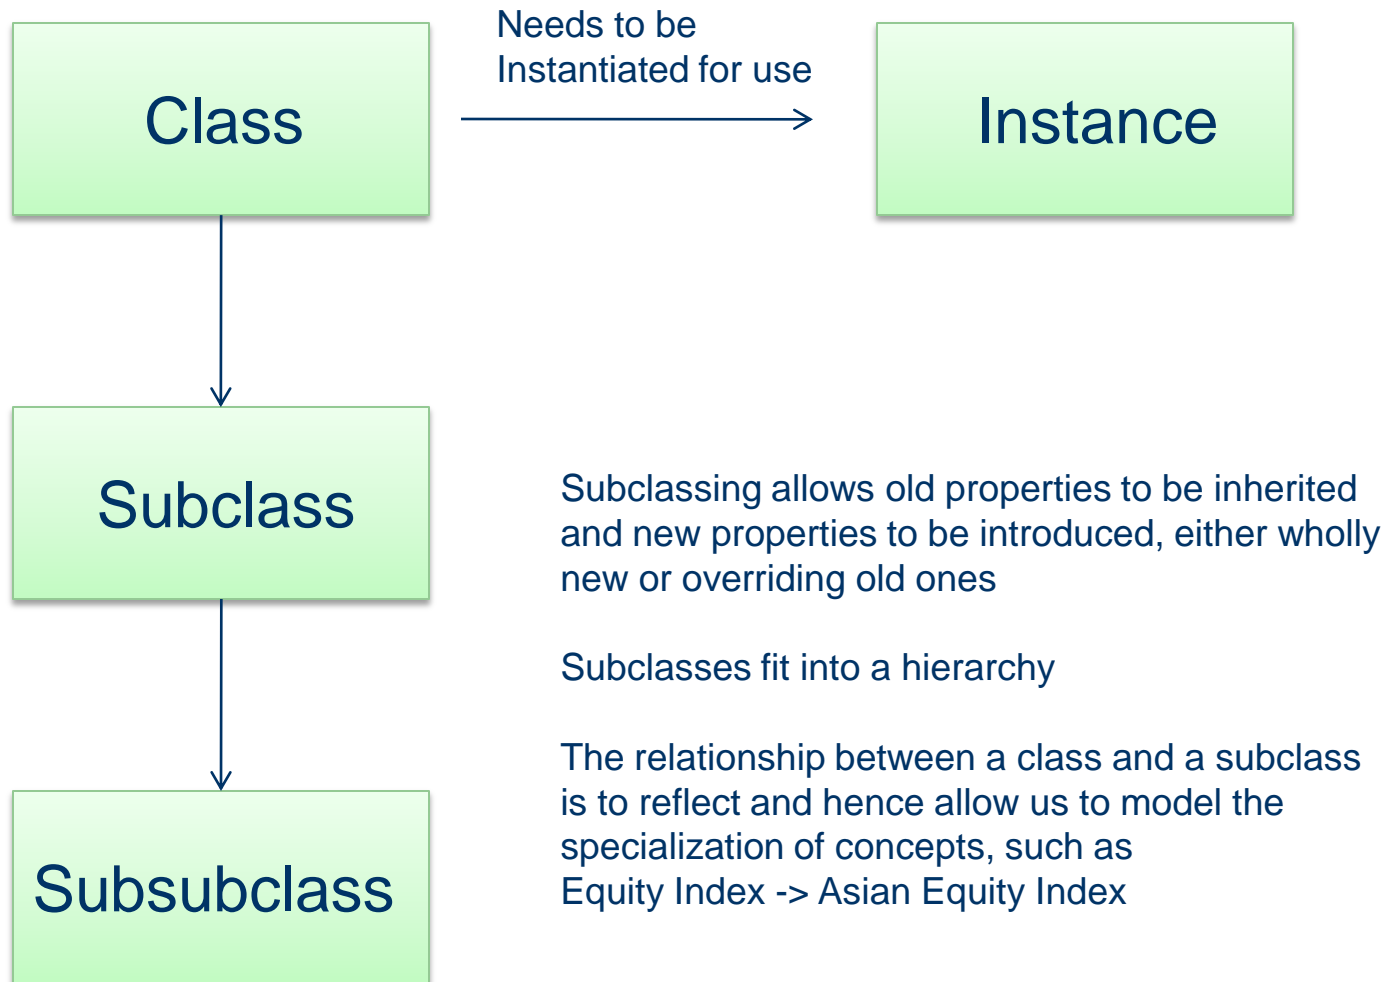 Class
Needs to be
Instantiated for use
Instance
Subclass
Subclassing allows old properties to be inherited
and new properties to be introduced, either wholly
new or overriding old ones
Subclasses fit into a hierarchy
The relationship between a class and a subclass
is to reflect and hence allow us to model the
specialization of concepts, such as
Equity Index -> Asian Equity Index
Subsubclass